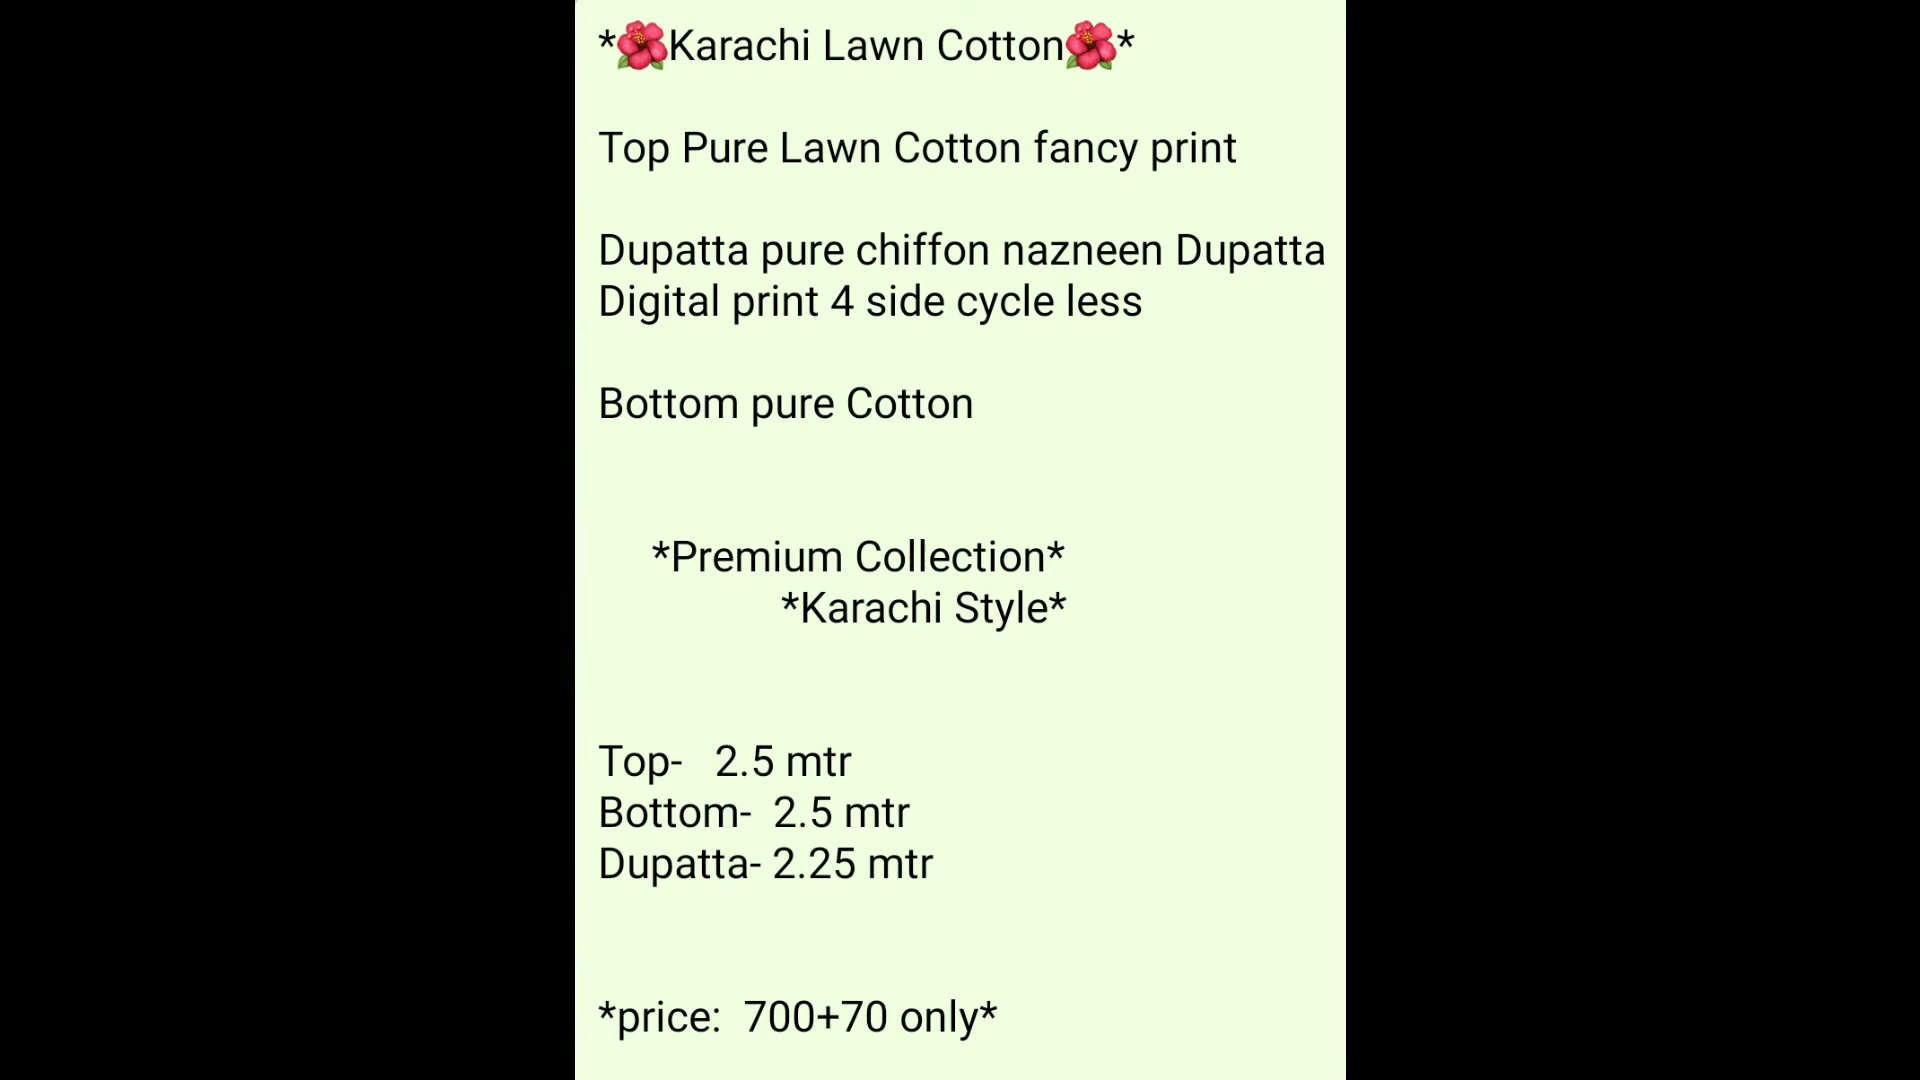 *🌺Karachi Lawn Cotton🌺*
Top Pure Lawn Cotton fancy print
Dupatta pure chiffon nazneen Dupatta
Digital print 4 side cycle less
Bottom pure Cotton
*Premium Collection*
*Karachi Style*
Top-   2.5 mtr
Bottom-  2.5 mtr
Dupatta- 2.25 mtr
*price:  700+70 only*